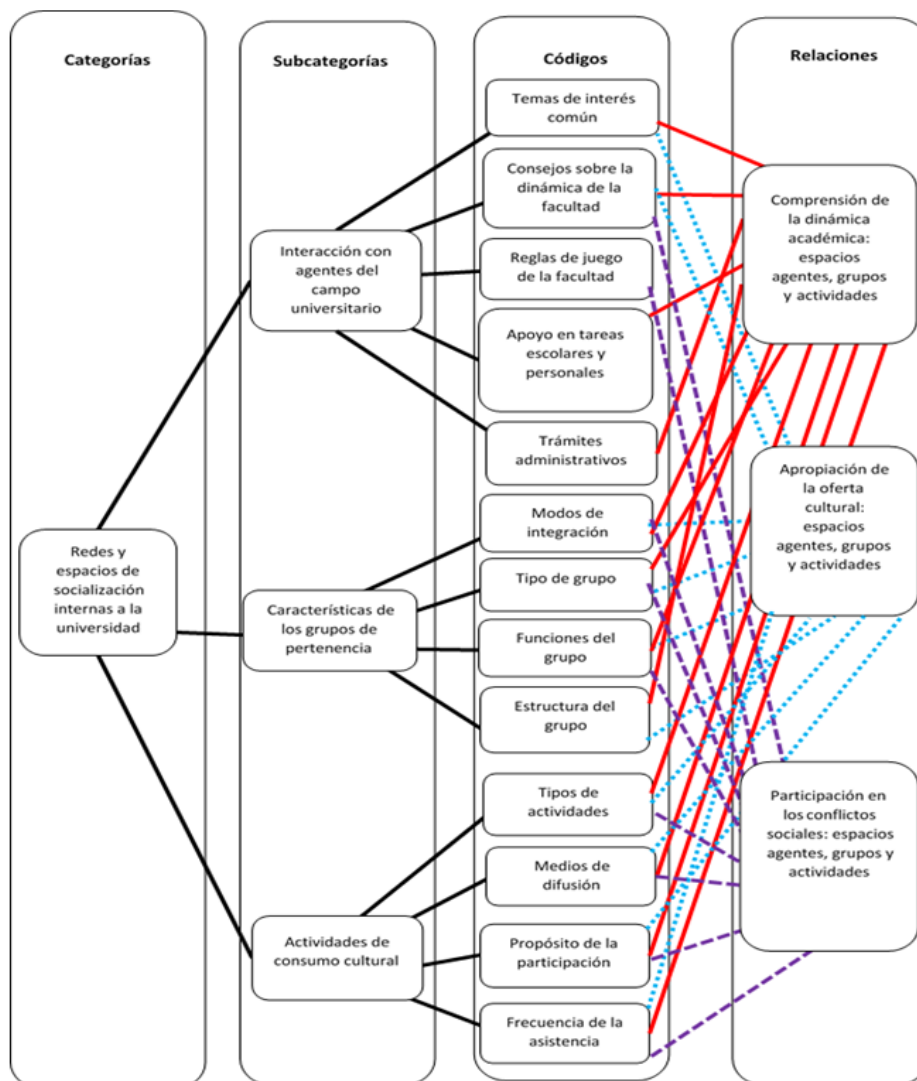 Categorías
Redes y
espacios de
socialización
internas a la
universidad
Subcategorías
Interacción con
agentes del
campo
universitario
Características de
los grupos de
pertenencia
Actividades de
consumo cultural
Códigos
Temas de interés
común
Consejos sobre la
dinámica de la
facultad
Reglas de juego
de la facultad
Apoyo en tareas
escolares y
personales
Trámites
administrativos
Modos de
integración
Tipo de grupo
Funciones del
grupo
Estructura del
grupo
Tipos de
actividades
Medios de
difusión
Propósito de la
participación
Frecuencia de la
asistencia
Relaciones
Comprensión de
la dinámica
académica:
espacios
agentes, grupos
y actividades
Apropiación de
la oferta
cultural:
espacios
agentes, grupos
y actividades
Participación en
los conflictos
sociales: espacios
agentes, grupos y
actividades